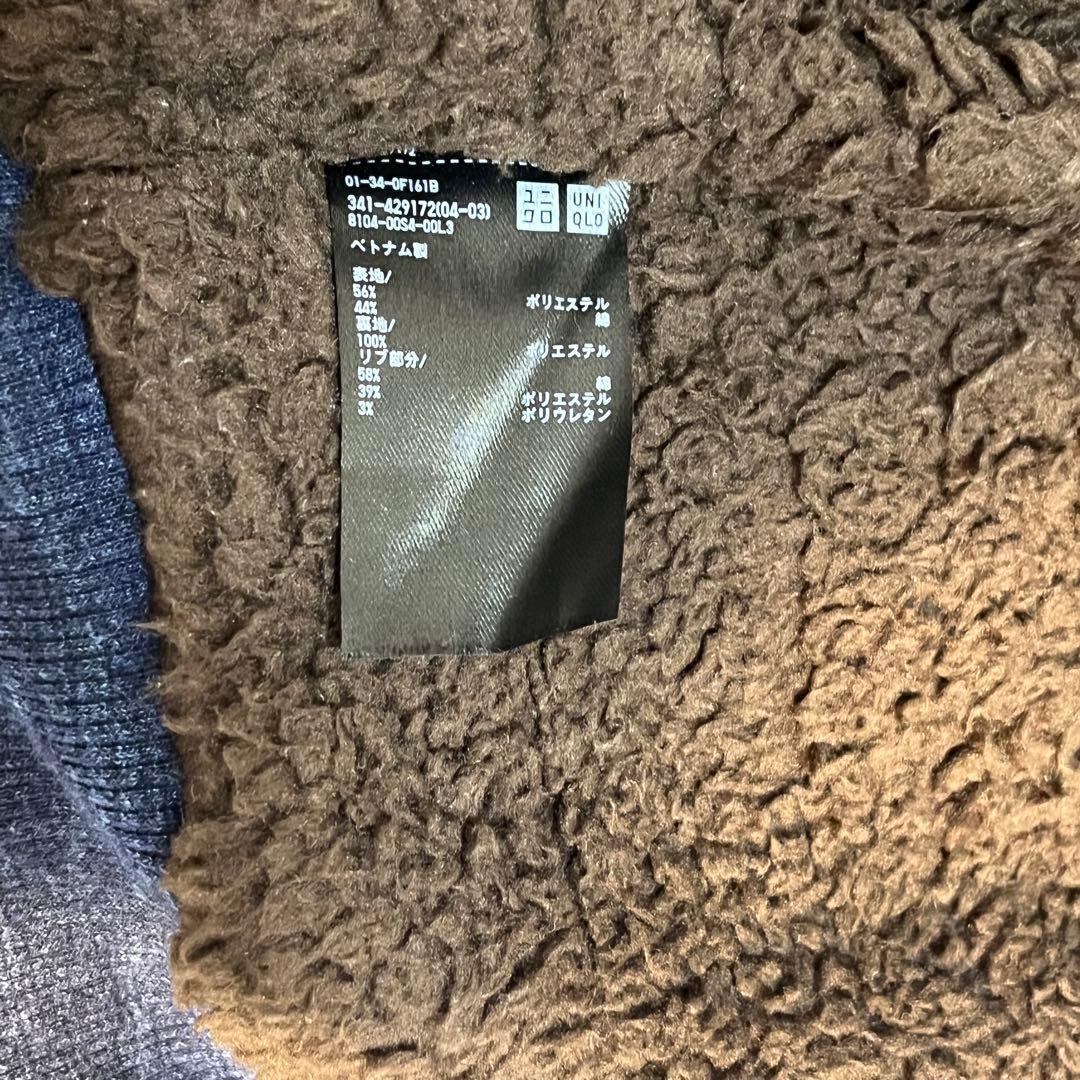 01-34-0F161B
341-429172(04-03)
8104-00S4-00L3
ユニクロ
UNIQLO
ベトナム製
表地/
56% ポリエステル
44% 綿
裏地/
100% ポリエステル
リブ部分/
58% 綿
39% ポリエステル
3% ポリウレタン